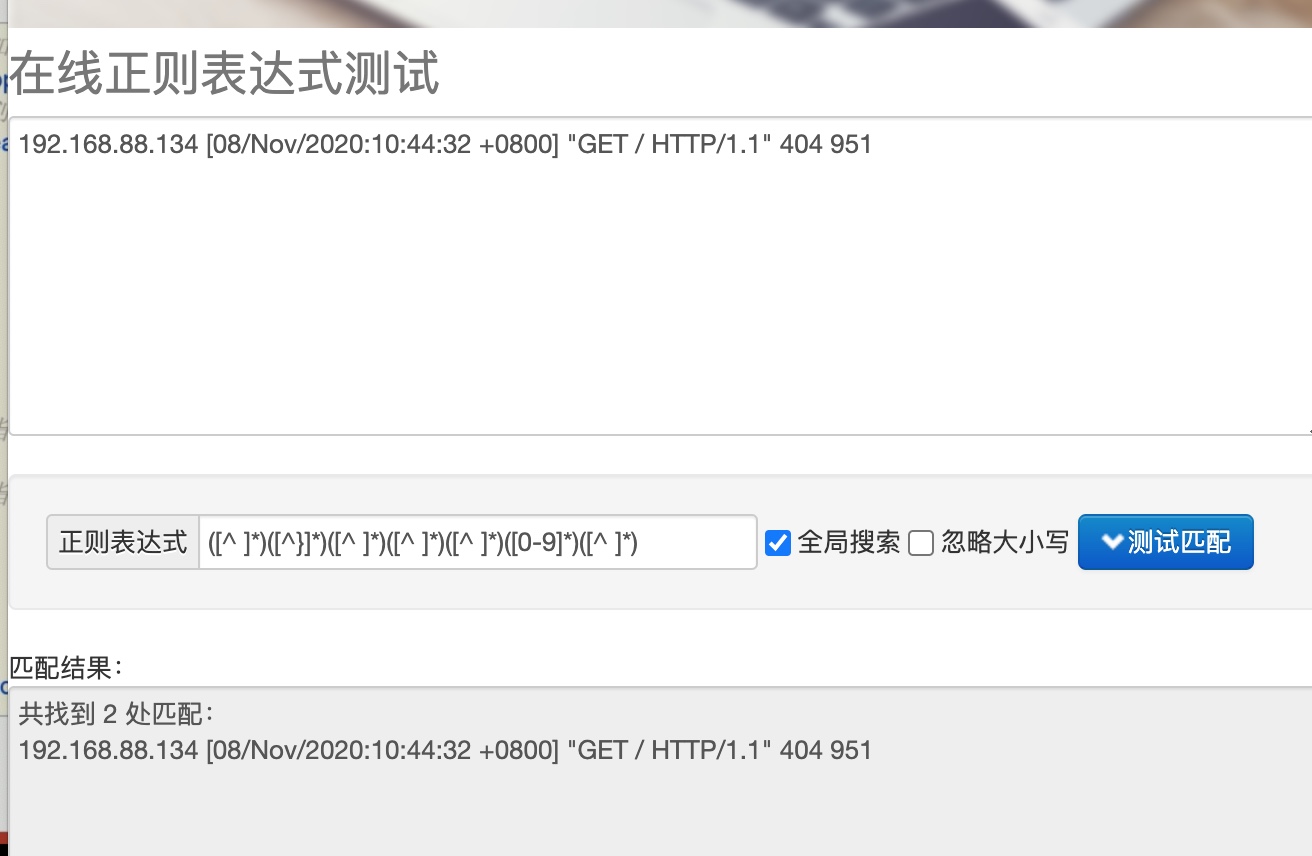 在线正则表达式测试
192.168.88.134 [08/Nov/2020:10:44:32 +0800] "GET / HTTP/1.1" 404 951
正则表达式 ([^ ]*)([^}]*)([^ ]*)([^ ]*)([^ ]*)([0-9]*)([^ ]*) 全局搜索 忽略大小写 测试匹配
匹配结果：
共找到 2 处匹配：
192.168.88.134 [08/Nov/2020:10:44:32 +0800] "GET / HTTP/1.1" 404 951